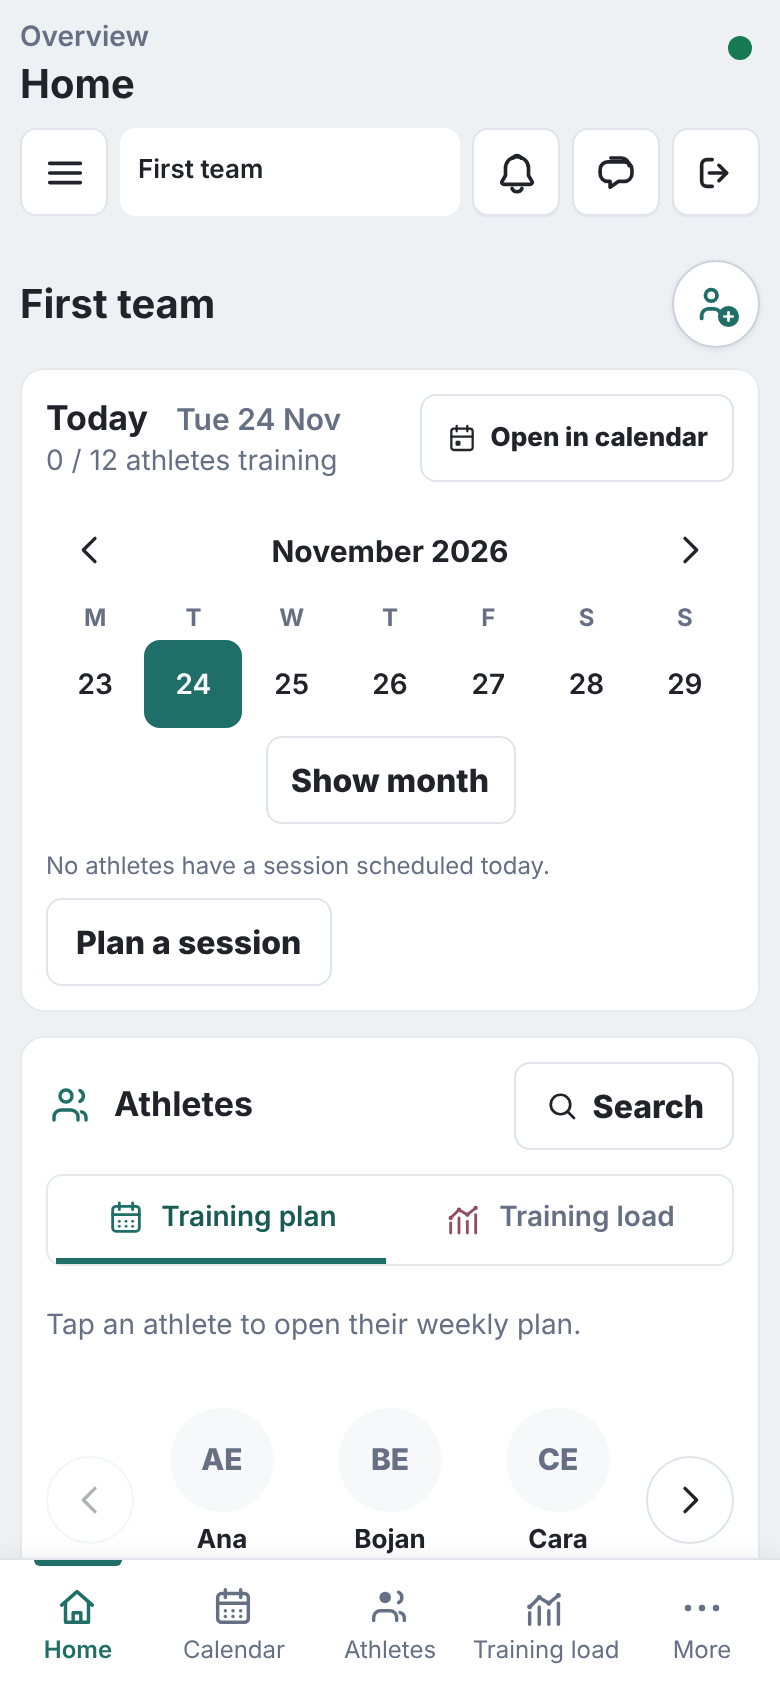 Overview
Home
First team
First team
Today Tue 24 Nov
0 / 12 athletes training
Open in calendar
November 2026
M T W T F S S
23 24 25 26 27 28 29
Show month
No athletes have a session scheduled today.
Plan a session
Athletes
Search
Training plan
Training load
Tap an athlete to open their weekly plan.
AE BE CE
Ana Bojan Cara
Home Calendar Athletes Training load More